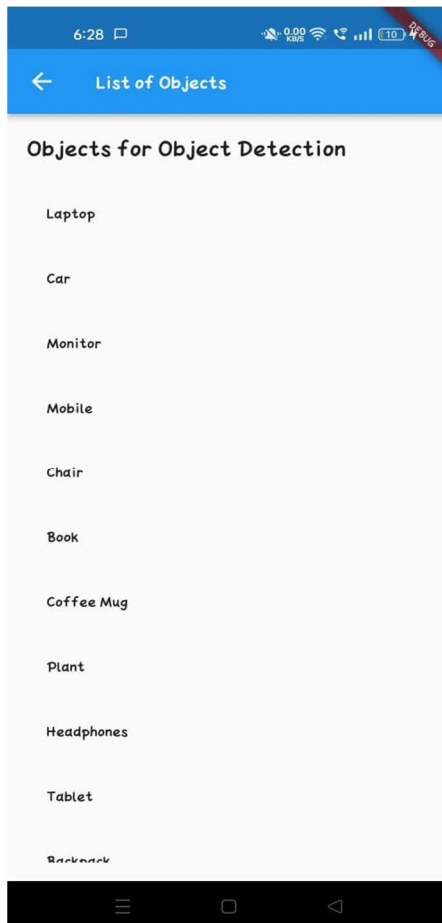 6:28
0.00
KB/S
10
DEBUG
List of Objects
Objects for Object Detection
Laptop
Car
Monitor
Mobile
Chair
Book
Coffee Mug
Plant
Headphones
Tablet
Backpack